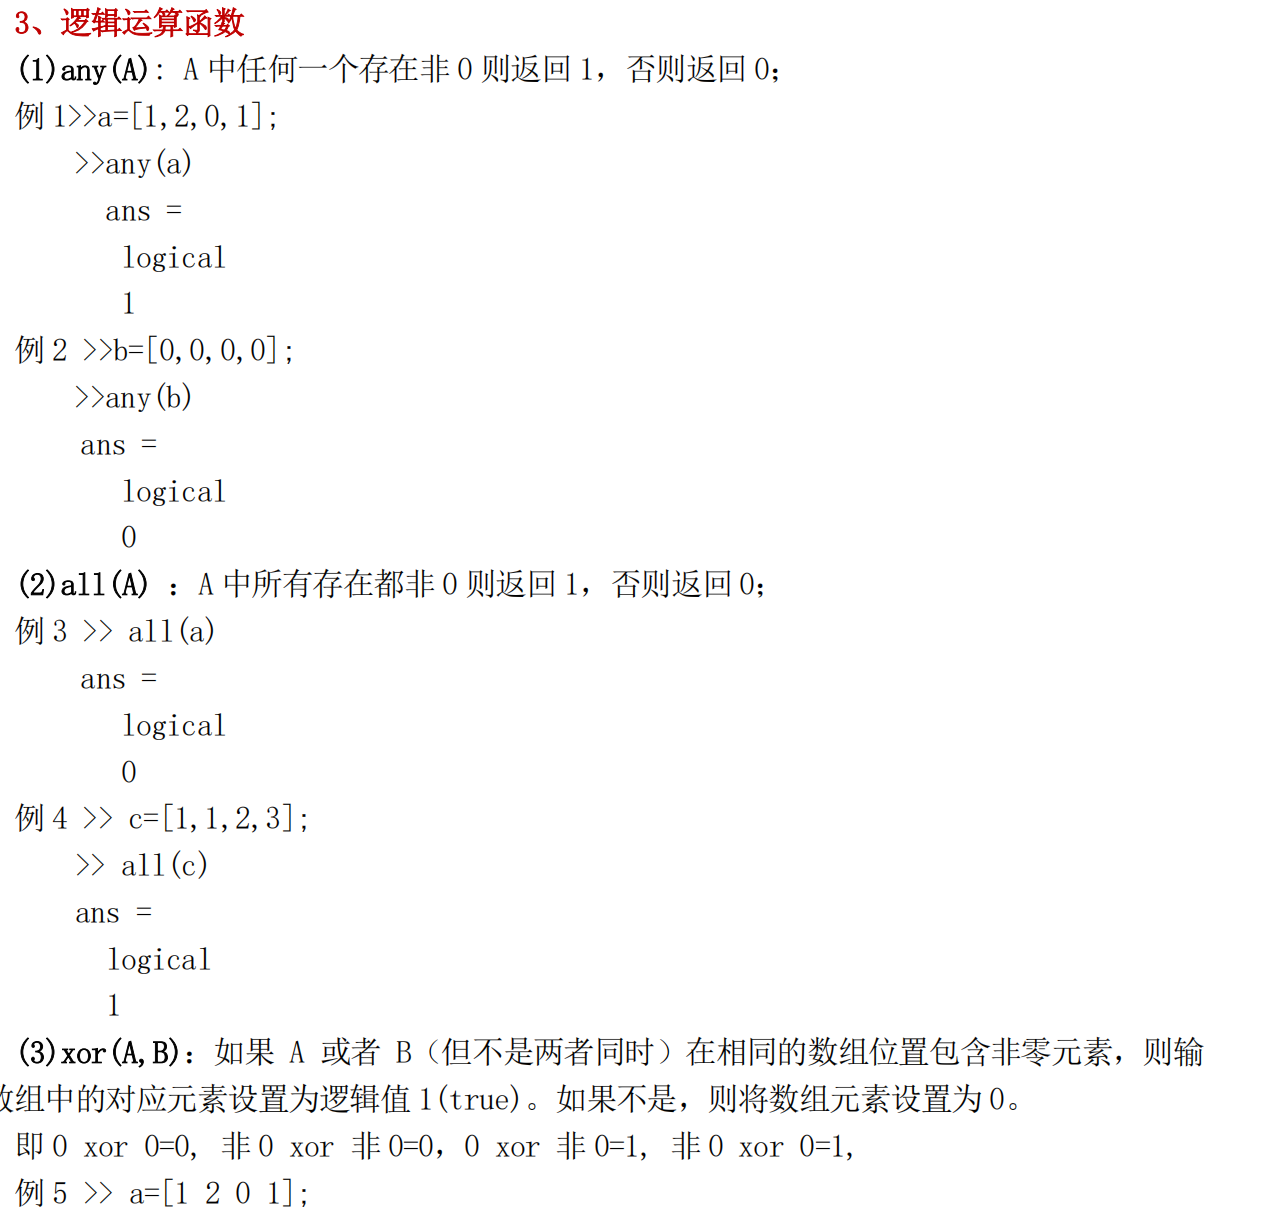 3、逻辑运算函数
(1)any(A): A 中任何一个存在非 0 则返回 1，否则返回 0；
例 1>>a=[1,2,0,1];
>>any(a)
ans =
logical
1
例 2 >>b=[0,0,0,0];
>>any(b)
ans =
logical
0
(2)all(A) ：A 中所有存在都非 0 则返回 1，否则返回 0；
例 3 >> all(a)
ans =
logical
0
例 4 >> c=[1,1,2,3];
>> all(c)
ans =
logical
1
(3)xor(A,B)：如果 A 或者 B（但不是两者同时）在相同的数组位置包含非零元素，则输
数组中的对应元素设置为逻辑值 1(true)。如果不是，则将数组元素设置为 0。
即 0 xor 0=0, 非 0 xor 非 0=0，0 xor 非 0=1, 非 0 xor 0=1,
例 5 >> a=[1 2 0 1];